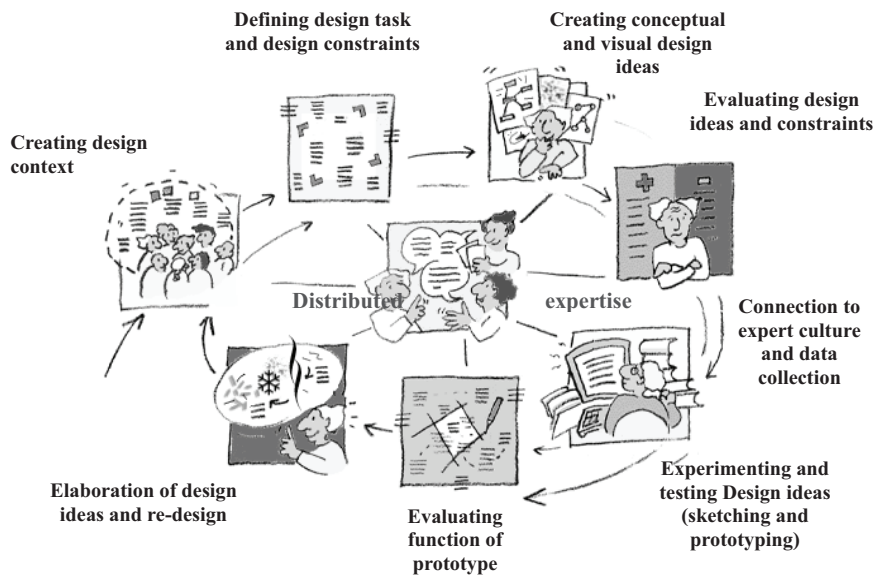 Defining design task
and design constraints
Creating conceptual
and visual design
ideas
Evaluating design
ideas and constraints
Creating design
context
Distributed expertise
Connection to
expert culture
and data
collection
Experimenting and
testing Design ideas
(sketching and
prototyping)
Elaboration of design
ideas and re-design
Evaluating
function of
prototype